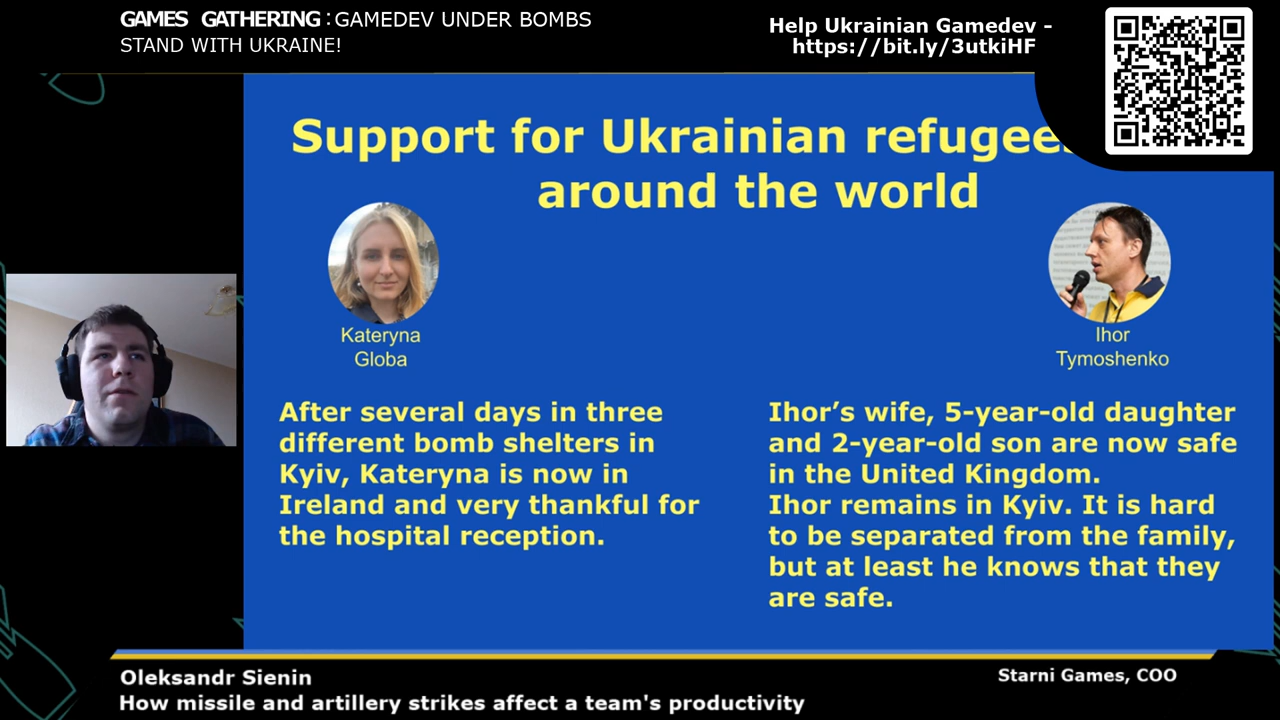 GAMES GATHERING : GAMEDEV UNDER BOMBS
STAND WITH UKRAINE!
Help Ukrainian Gamedev -
https://bit.ly/3utkiHF
Support for Ukrainian refugee
around the world
Kateryna
Globa
Ihor
Tymoshenko
After several days in three
different bomb shelters in
Kyiv, Kateryna is now in
Ireland and very thankful for
the hospital reception.
Ihor’s wife, 5-year-old daughter
and 2-year-old son are now safe
in the United Kingdom.
Ihor remains in Kyiv. It is hard
to be separated from the family,
but at least he knows that they
are safe.
Oleksandr Sienin
How missile and artillery strikes affect a team's productivity
Starni Games, COO